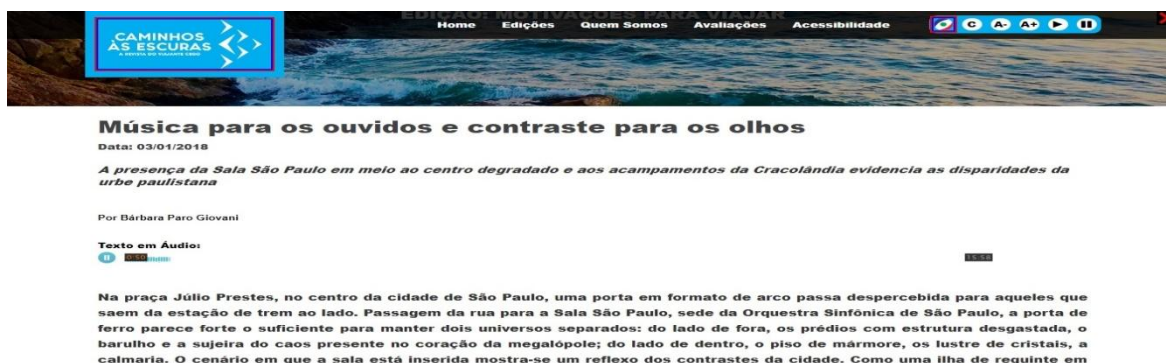 EDIÇÃO: MOTIVAÇÕES PARA VIAJAR
Home Edições Quem Somos Avaliações Acessibilidade C A- A+
CAMINHOS
ÀS ESCURAS
A REVISTA DO VIAJANTE CEGO
Música para os ouvidos e contraste para os olhos
Data: 03/01/2018
A presença da Sala São Paulo em meio ao centro degradado e aos acampamentos da Cracolândia evidencia as disparidades da
urbe paulistana
Por Bárbara Paro Giovani
Texto em Áudio:
0:50 15:58
Na praça Júlio Prestes, no centro da cidade de São Paulo, uma porta em formato de arco passa despercebida para aqueles que
saem da estação de trem ao lado. Passagem da rua para a Sala São Paulo, sede da Orquestra Sinfônica de São Paulo, a porta de
ferro parece forte o suficiente para manter dois universos separados: do lado de fora, os prédios com estrutura desgastada, o
barulho e a sujeira do caos presente no coração da megalópole; do lado de dentro, o piso de mármore, os lustre de cristais, a
calmaria. O cenário em que a sala está inserida mostra-se um reflexo dos contrastes da cidade. Como uma ilha de requinte em